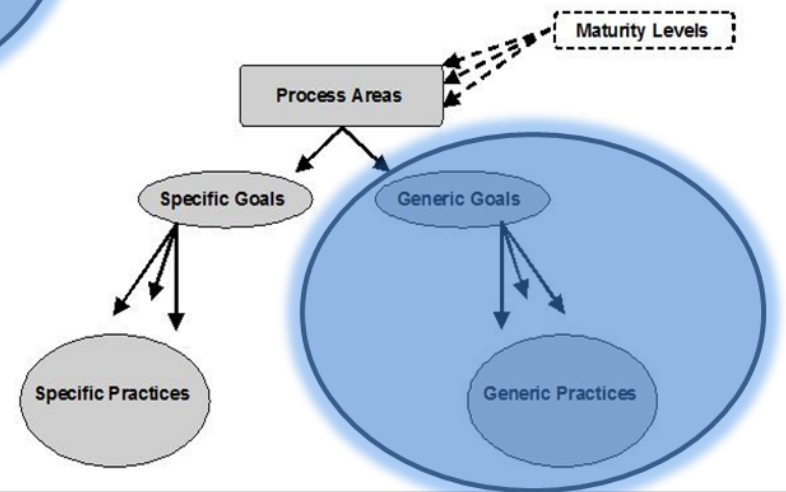 Maturity Levels
Process Areas
Specific Goals
Generic Goals
Specific Practices
Generic Practices